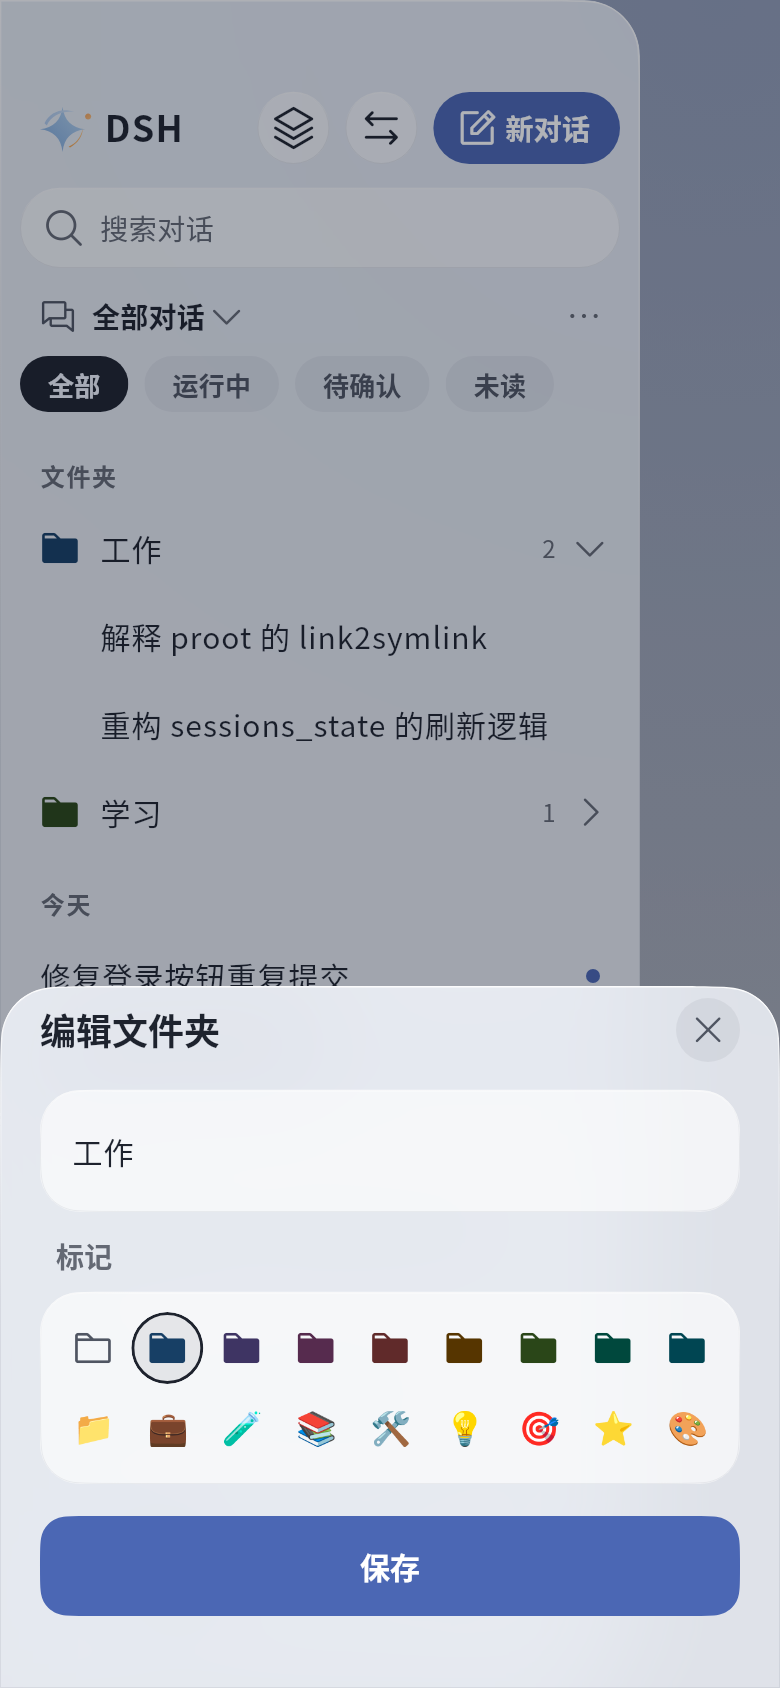 DSH
新对话
搜索对话
全部对话
全部 运行中 待确认 未读
文件夹
工作 2
解释 proot 的 link2symlink
重构 sessions_state 的刷新逻辑
学习 1
今天
修复登录按钮重复提交
编辑文件夹
工作
标记
保存